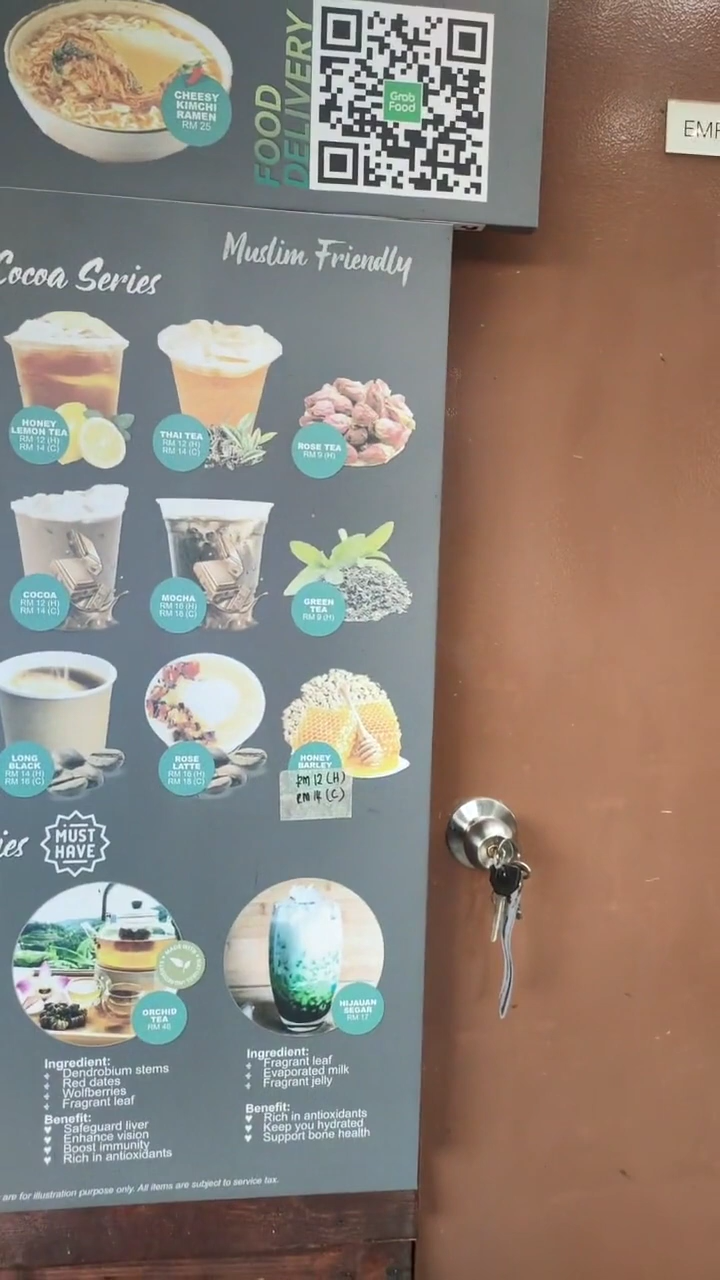 CHEESY
KIMCHI
RAMEN
RM 25
FOOD
DELIVERY
Grab
Food
EMP
Cocoa Series
Muslim Friendly
HONEY
LEMON TEA
RM 12 (H)
RM 14 (C)
THAI TEA
RM 12 (H)
RM 14 (C)
ROSE TEA
RM 9 (H)
COCOA
RM 12 (H)
RM 14 (C)
MOCHA
RM 16 (H)
RM 18 (C)
GREEN
TEA
RM 9 (H)
LONG
BLACK
RM 14 (H)
RM 16 (C)
ROSE
LATTE
RM 16 (H)
RM 18 (C)
HONEY
BARLEY
RM 12 (H)
RM 14 (C)
ies
MUST
HAVE
ORCHID
TEA
RM 40
HIJAUAN
SEGAR
RM 17
Ingredient:
Dendrobium stems
Red dates
Wolfberries
Fragrant leaf
Benefit:
Safeguard liver
Enhance vision
Boost immunity
Rich in antioxidants
Ingredient:
Fragrant leaf
Evaporated milk
Fragrant jelly
Benefit:
Rich in antioxidants
Keep you hydrated
Support bone health
are for illustration purpose only. All items are subject to service tax.